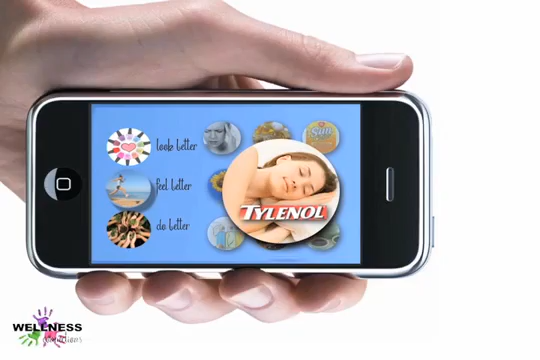 look better
feel better
do better
Sun
TYLENOL
WELLNESS